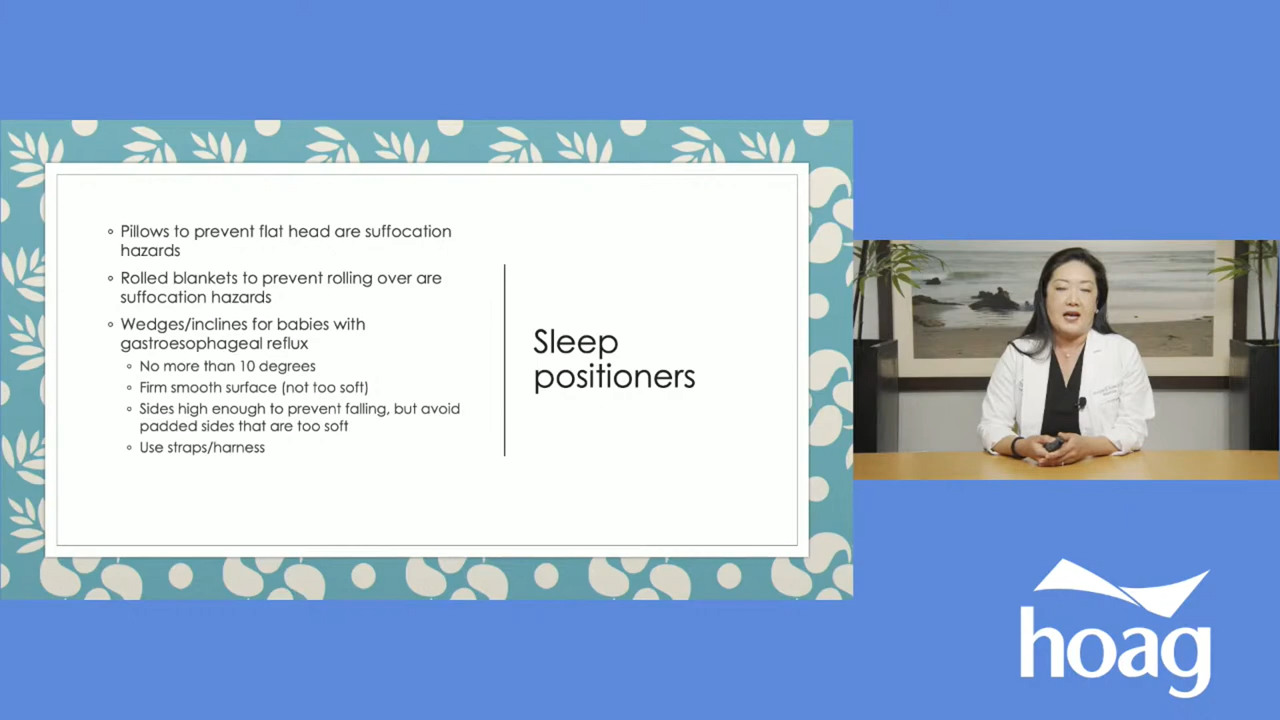 Pillows to prevent flat head are suffocation
hazards
Rolled blankets to prevent rolling over are
suffocation hazards
Wedges/inclines for babies with
gastroesophageal reflux
No more than 10 degrees
Firm smooth surface (not too soft)
Sides high enough to prevent falling, but avoid
padded sides that are too soft
Use straps/harness
Sleep
positioners
hoag